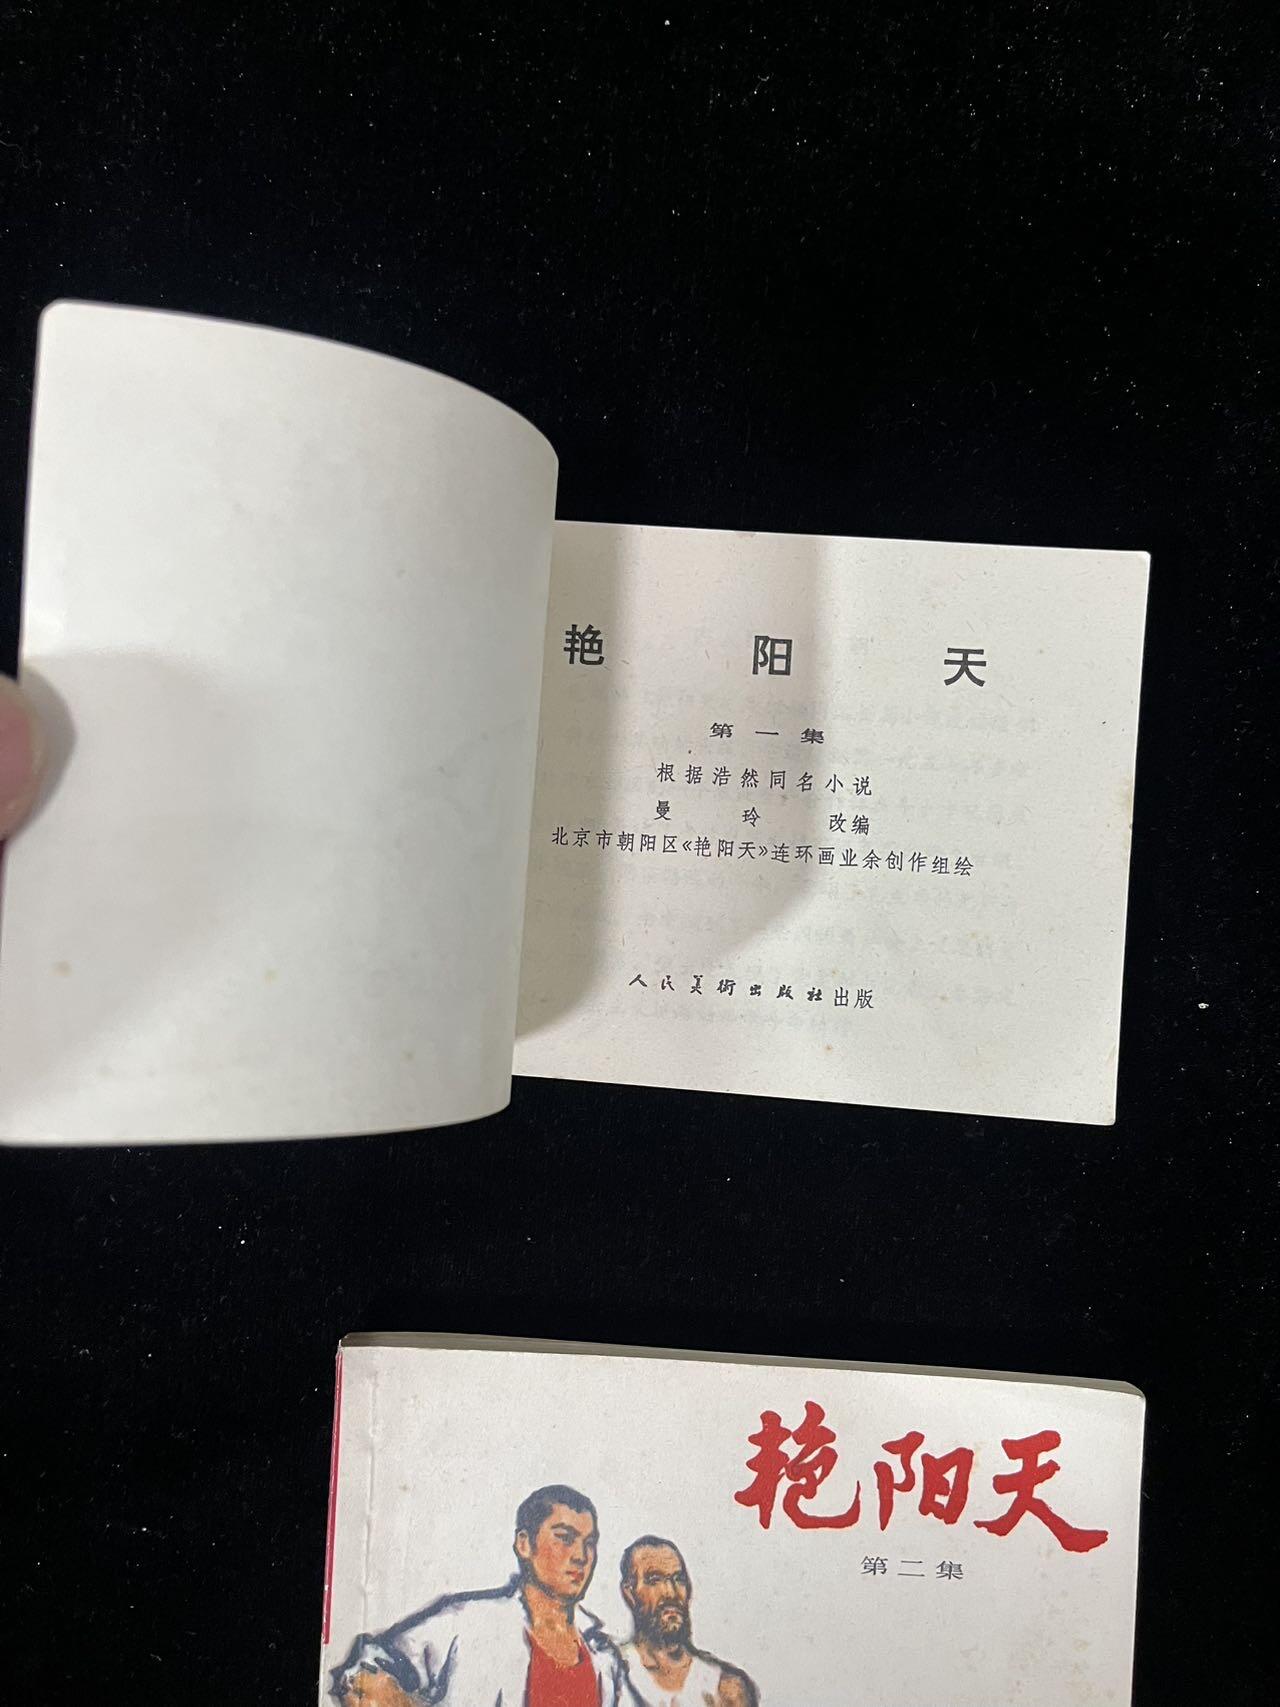 艳阳天
第一集
根据浩然同名小说
曼玲 改编
北京市朝阳区《艳阳天》连环画业余创作组绘
人民美術出版社出版
艳阳天
第二集